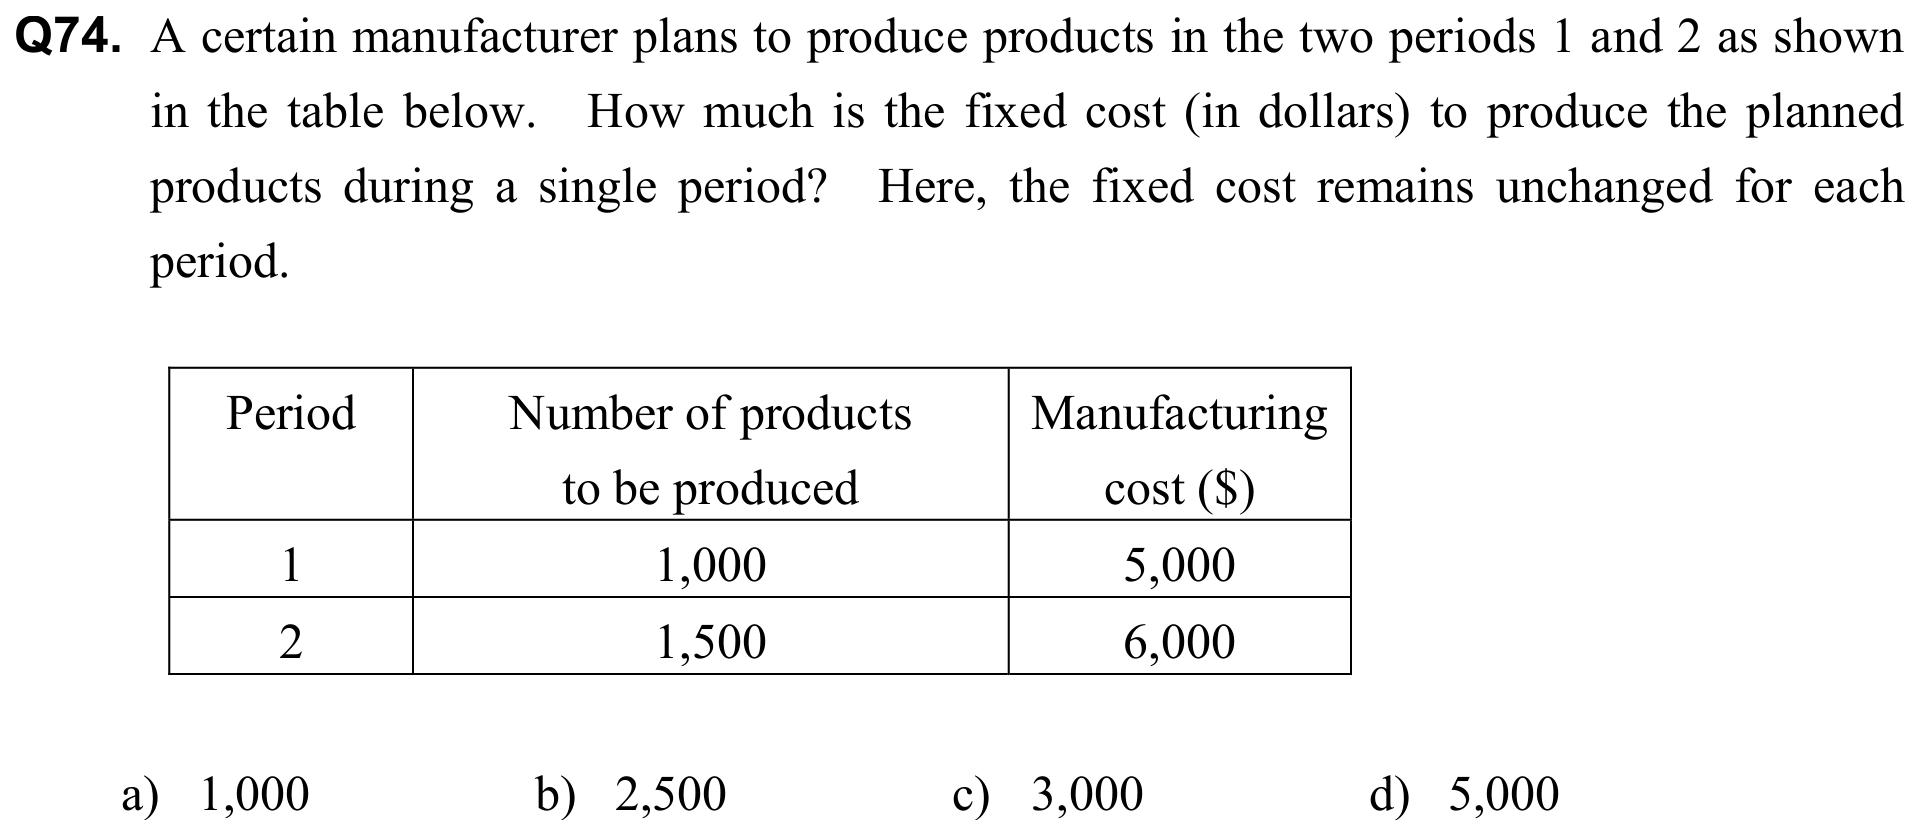 Q74. A certain manufacturer plans to produce products in the two periods 1 and 2 as shown
in the table below. How much is the fixed cost (in dollars) to produce the planned
products during a single period? Here, the fixed cost remains unchanged for each
period.
Period Number of products Manufacturing
to be produced cost ($)
1 1,000 5,000
2 1,500 6,000
a) 1,000 b) 2,500 c) 3,000 d) 5,000